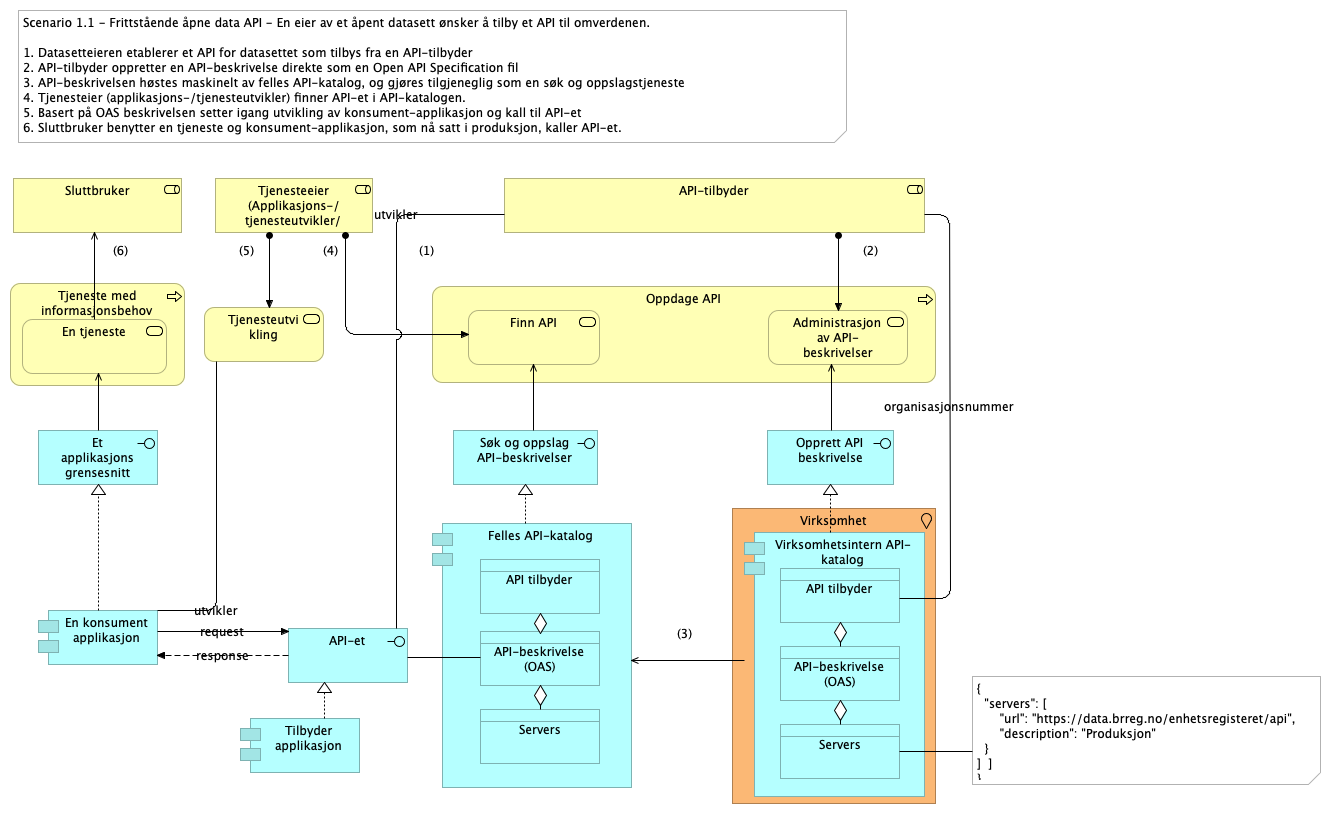 Scenario 1.1 - Frittstående åpne data API - En eier av et åpent datasett ønsker å tilby et API til omverdenen.
1. Datasetteieren etablerer et API for datasettet som tilbys fra en API-tilbyder
2. API-tilbyder oppretter en API-beskrivelse direkte som en Open API Specification fil
3. API-beskrivelsen høstes maskinelt av felles API-katalog, og gjøres tilgjeneglig som en søk og oppslagstjeneste
4. Tjenesteier (applikasjons-/tjenesteutvikler) finner API-et i API-katalogen.
5. Basert på OAS beskrivelsen setter igang utvikling av konsument-applikasjon og kall til API-et
6. Sluttbruker benytter en tjeneste og konsument-applikasjon, som nå satt i produksjon, kaller API-et.
Sluttbruker
Tjenesteeier
(Applikasjons-/
tjenesteutvikler/
utvikler
API-tilbyder
(6)
(5)
(4)
(1)
(2)
Tjeneste med
informasjonsbehov
En tjeneste
Tjenesteutvi
kling
Oppdage API
Finn API
Administrasjon
av API-
beskrivelser
organisasjonsnummer
Et
applikasjons
grensesnitt
Søk og oppslag
API-beskrivelser
Opprett API
beskrivelse
Virksomhet
Felles API-katalog
Virksomhetsintern API-
katalog
API tilbyder
API tilbyder
utvikler
En konsument
applikasjon
request
response
API-et
API-beskrivelse
(OAS)
(3)
API-beskrivelse
(OAS)
Tilbyder
applikasjon
Servers
Servers
{
"servers": [
"url": "https://data.brreg.no/enhetsregisteret/api",
"description": "Produksjon"
}
] ]